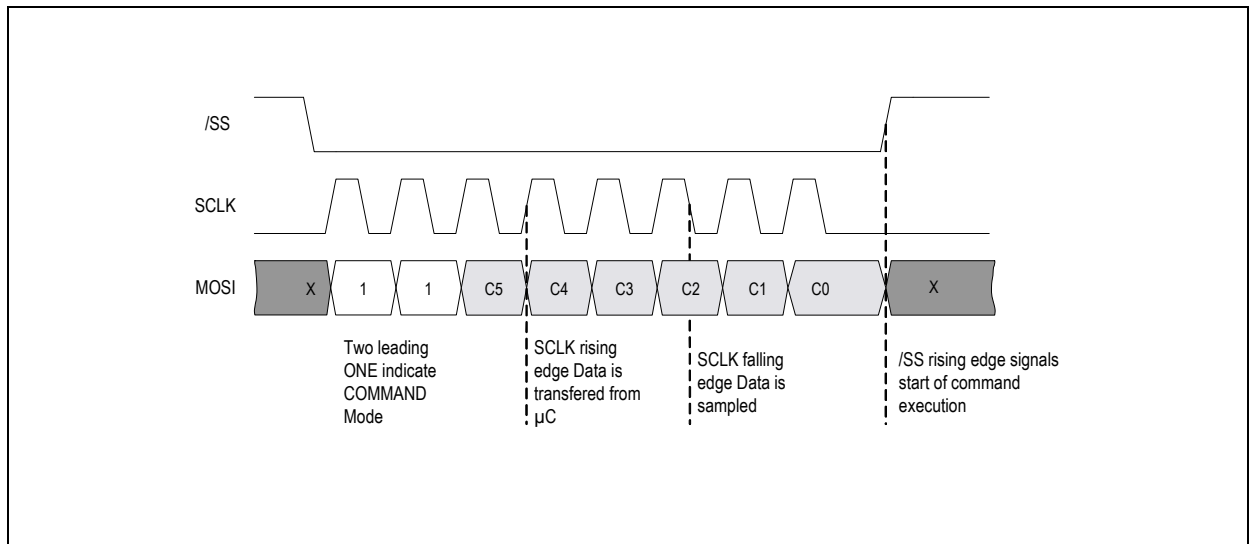 /SS
SCLK
MOSI
X 1 1 C5 C4 C3 C2 C1 C0 X
Two leading
ONE indicate
COMMAND
Mode
SCLK rising
edge Data is
transfered from
µC
SCLK falling
edge Data is
sampled
/SS rising edge signals
start of command
execution